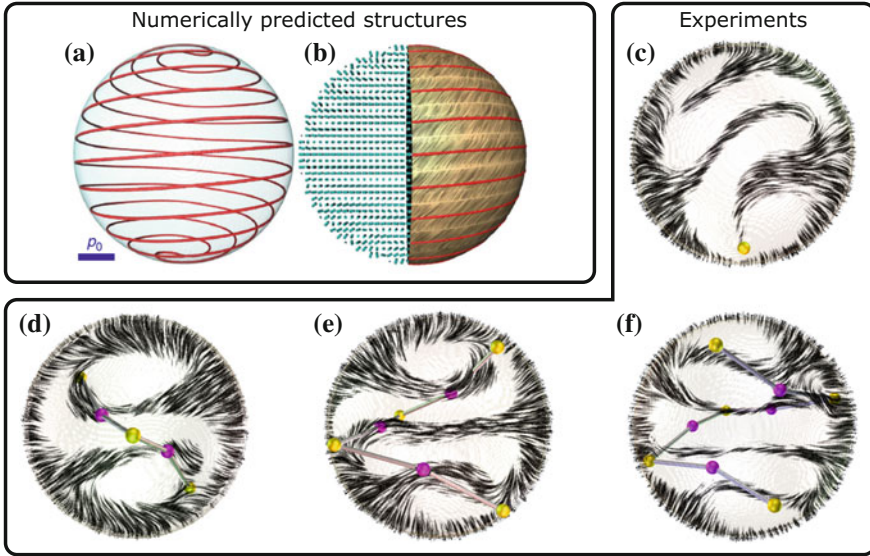 Numerically predicted structures
Experiments
(a)
(b)
(c)
p0
(d)
(e)
(f)